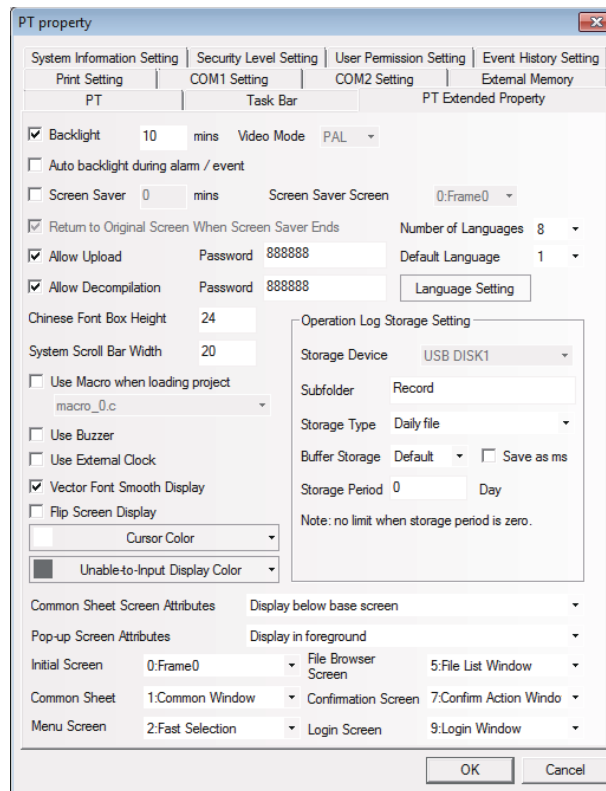 PT property
System Information Setting Security Level Setting User Permission Setting Event History Setting
Print Setting COM1 Setting COM2 Setting External Memory
PT Task Bar PT Extended Property
Backlight 10 mins Video Mode PAL
Auto backlight during alarm / event
Screen Saver 0 mins Screen Saver Screen 0:Frame0
Return to Original Screen When Screen Saver Ends Number of Languages 8
Allow Upload Password 888888 Default Language 1
Allow Decompilation Password 888888 Language Setting
Chinese Font Box Height 24
System Scroll Bar Width 20
Use Macro when loading project
macro_0.c
Use Buzzer
Use External Clock
Vector Font Smooth Display
Flip Screen Display
Cursor Color
Unable-to-Input Display Color
Operation Log Storage Setting
Storage Device USB DISK1
Subfolder Record
Storage Type Daily file
Buffer Storage Default Save as ms
Storage Period 0 Day
Note: no limit when storage period is zero.
Common Sheet Screen Attributes Display below base screen
Pop-up Screen Attributes Display in foreground
Initial Screen 0:Frame0 File Browser Screen 5:File List Window
Common Sheet 1:Common Window Confirmation Screen 7:Confirm Action Windo
Menu Screen 2:Fast Selection Login Screen 9:Login Window
OK Cancel